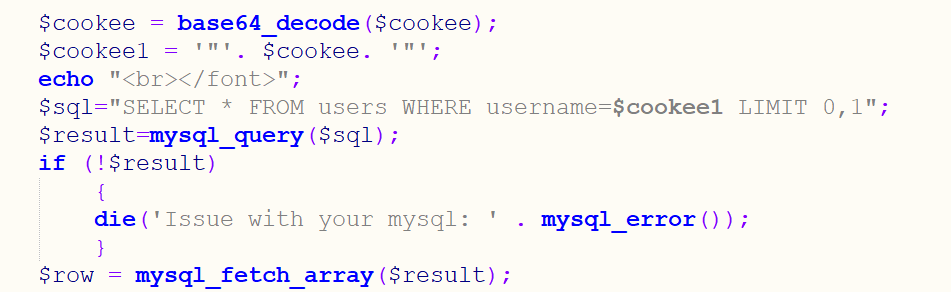 $cookee = base64_decode($cookee);
$cookee1 = '"'. $cookee. '"';
echo "<br></font>";
$sql="SELECT * FROM users WHERE username=$cookee1 LIMIT 0,1";
$result=mysql_query($sql);
if (!$result)
{
die('Issue with your mysql: ' . mysql_error());
}
$row = mysql_fetch_array($result);